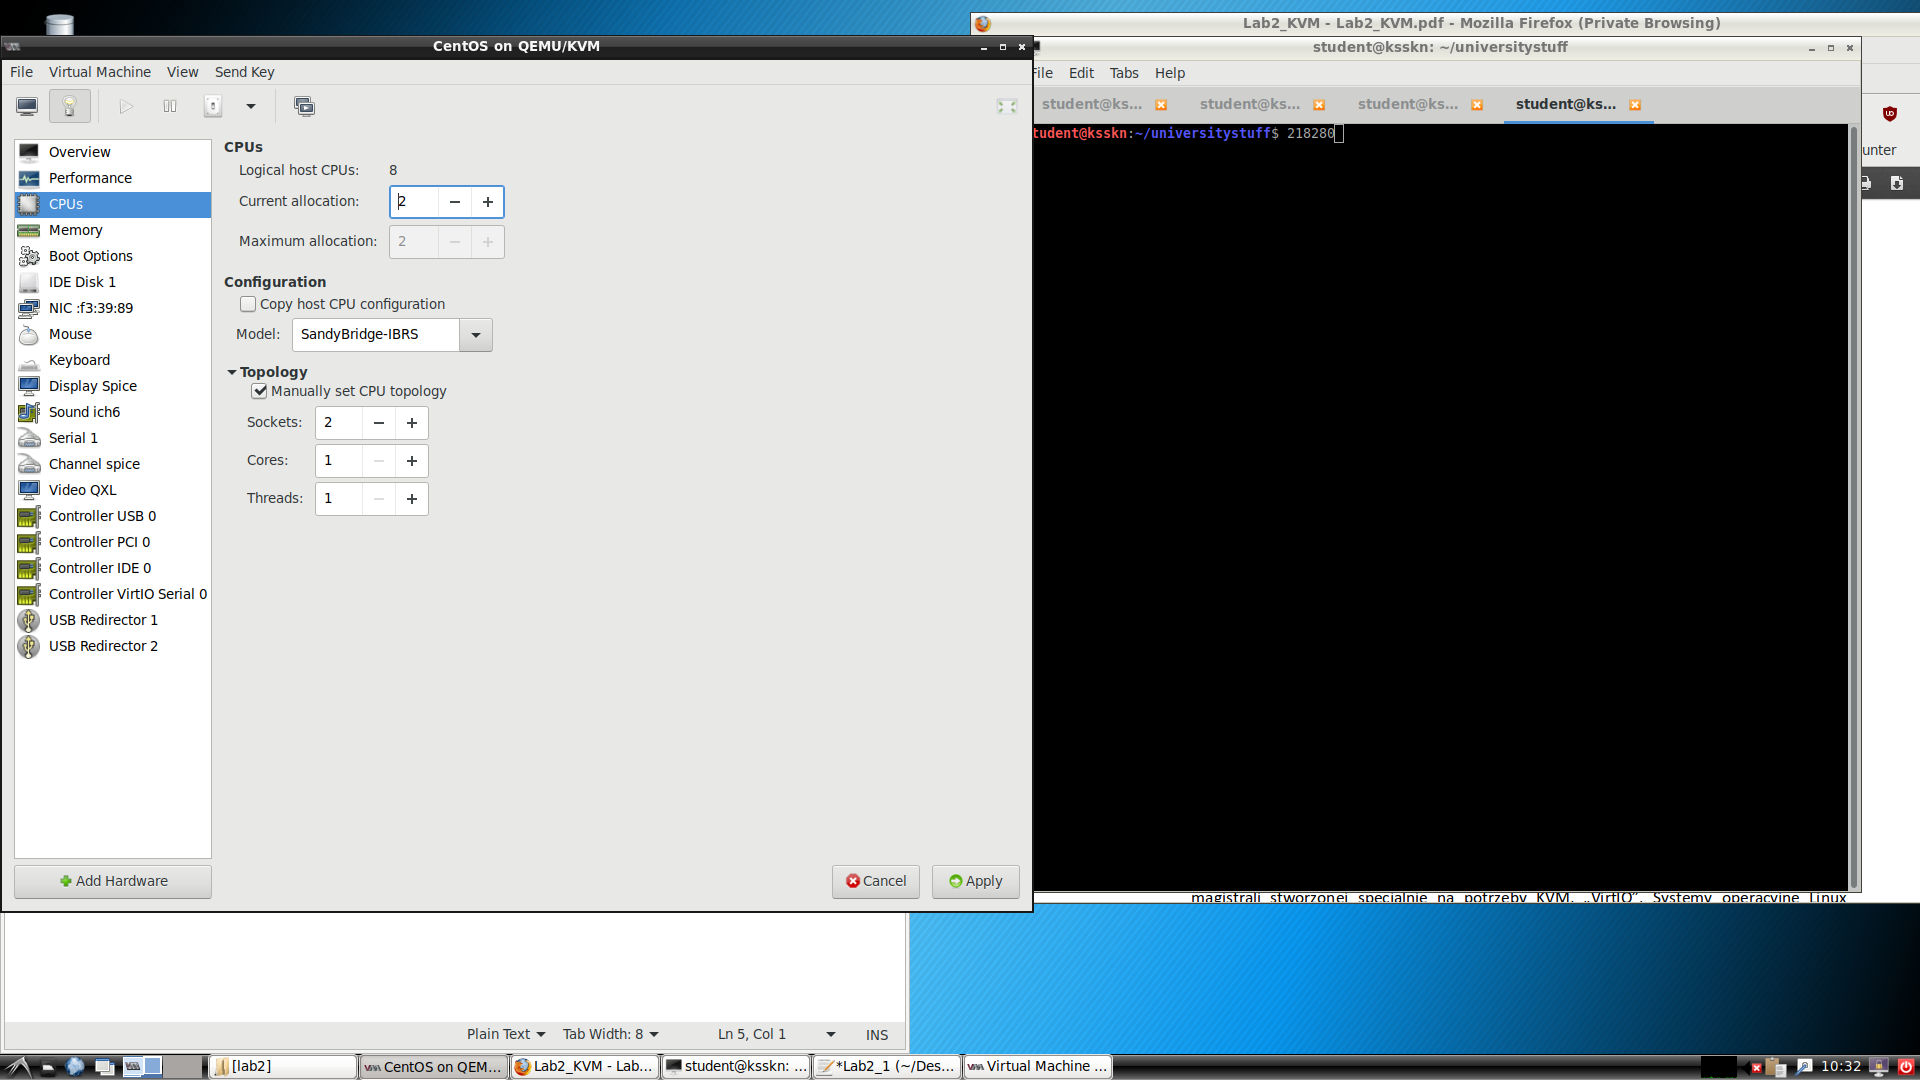 Lab2_KVM - Lab2_KVM.pdf - Mozilla Firefox (Private Browsing)
CentOS on QEMU/KVM
student@ksskn: ~/universitystuff
File Virtual Machine View Send Key
File Edit Tabs Help
student@ks... student@ks... student@ks... student@ks...
tudent@ksskn:~/universitystuff$ 218280
unter
Overview
Performance
CPUs
Memory
Boot Options
IDE Disk 1
NIC :f3:39:89
Mouse
Keyboard
Display Spice
Sound ich6
Serial 1
Channel spice
Video QXL
Controller USB 0
Controller PCI 0
Controller IDE 0
Controller VirtIO Serial 0
USB Redirector 1
USB Redirector 2
Add Hardware
CPUs
Logical host CPUs: 8
Current allocation: 2
Maximum allocation: 2
Configuration
Copy host CPU configuration
Model: SandyBridge-IBRS
Topology
Manually set CPU topology
Sockets: 2
Cores: 1
Threads: 1
Cancel Apply
magistrali stworzonej specjalnie na potrzeby KVM, „VirtIO”. Systemy operacyjne Linux
Plain Text Tab Width: 8 Ln 5, Col 1 INS
[lab2] CentOS on QEM... Lab2_KVM - Lab... student@ksskn: ... *Lab2_1 (~/Des... Virtual Machine ... 10:32